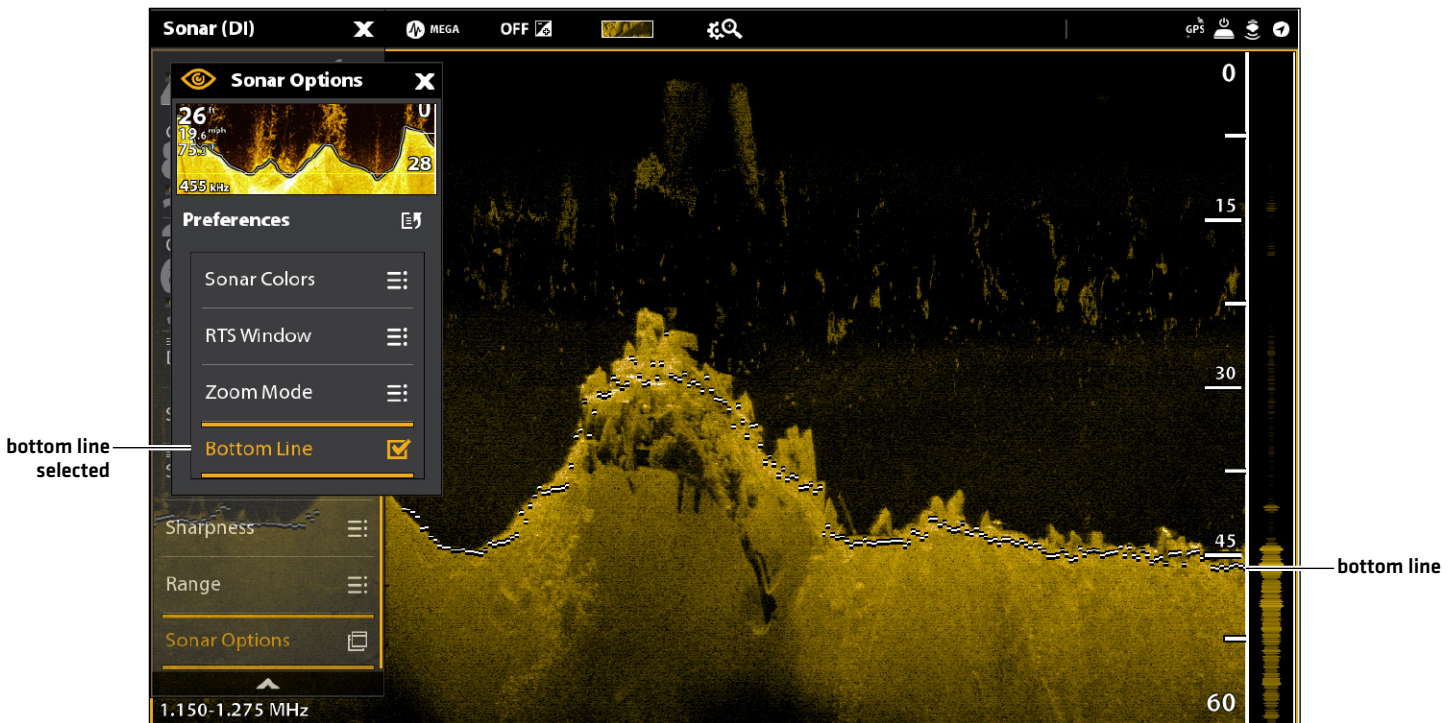 Sonar (DI) X MEGA OFF GPS
Sonar Options X
26 ft 0
19.6 mph
75.3
28
455 kHz
Preferences
Sonar Colors
RTS Window
Zoom Mode
Bottom Line
bottom line
selected
Sharpness
Range
Sonar Options
1.150-1.275 MHz
0
15
30
45
60
bottom line